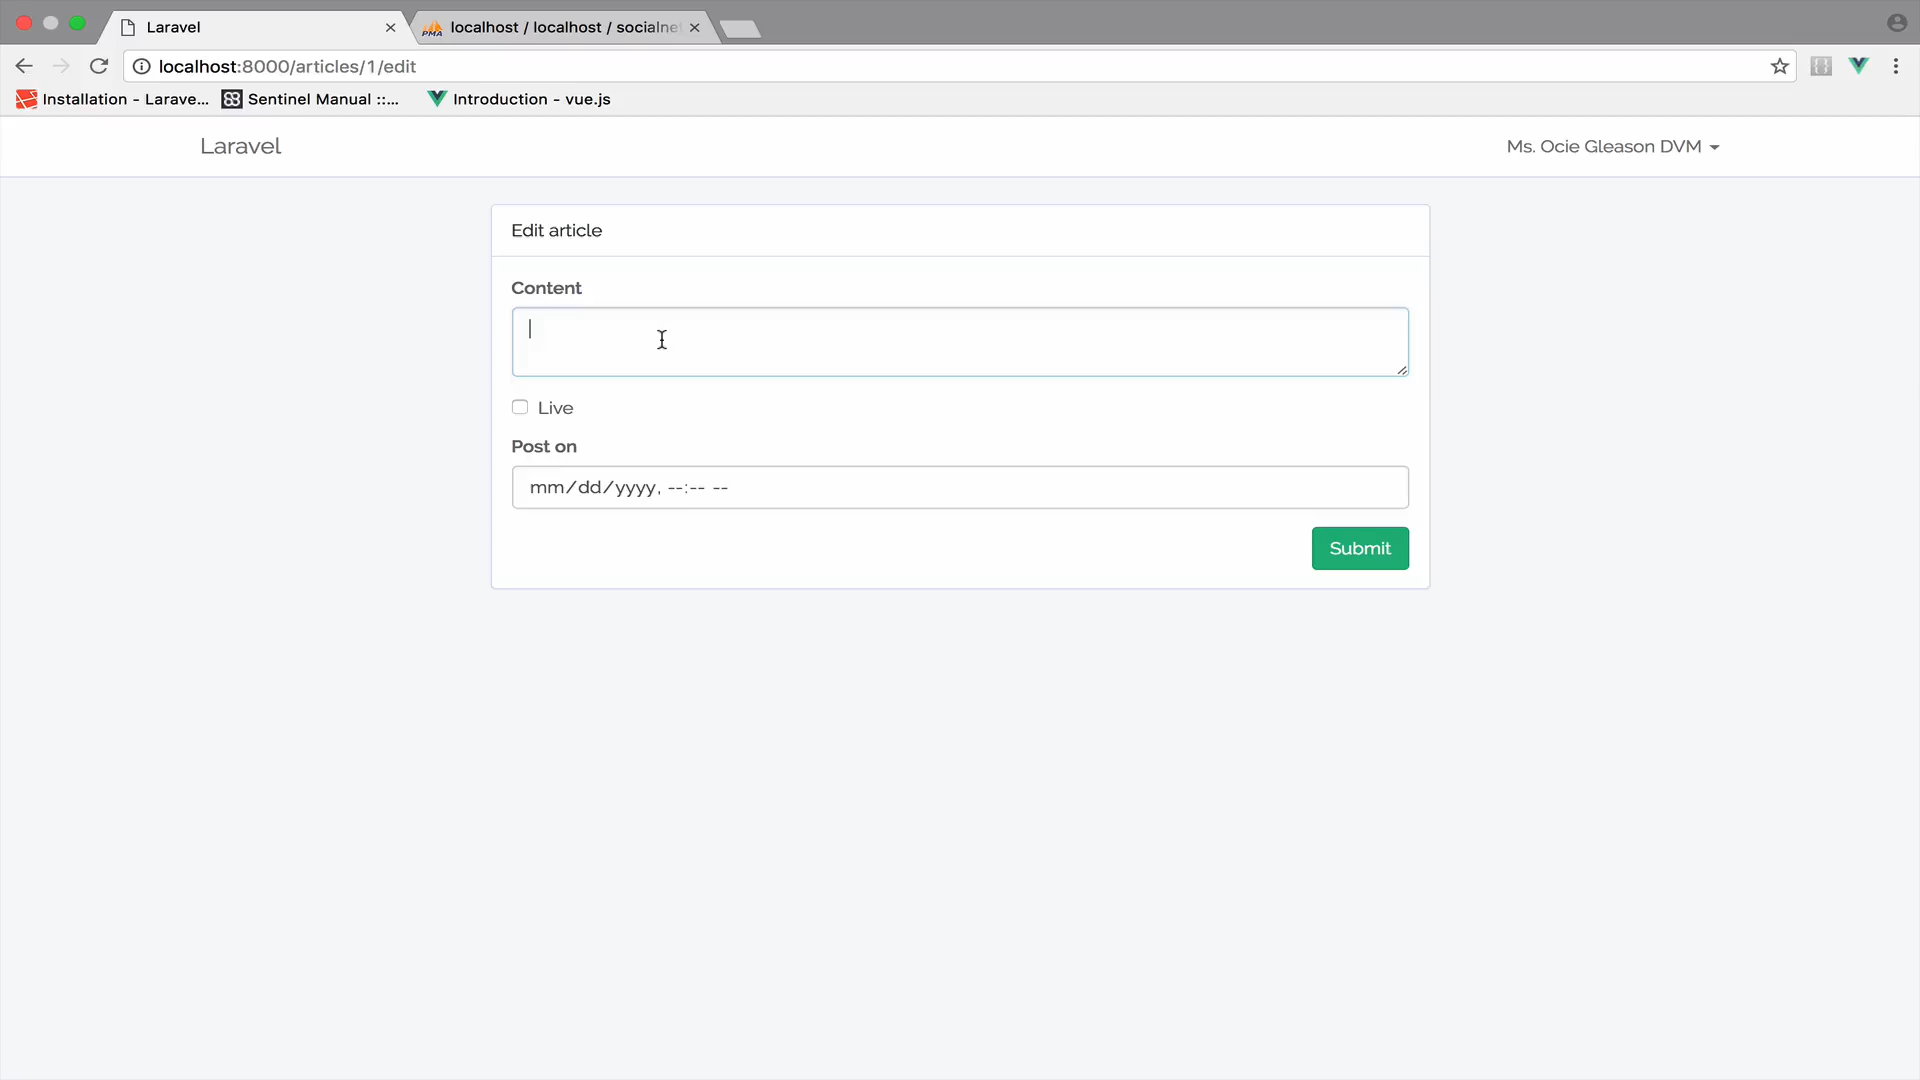 Laravel
localhost / localhost / socialne
localhost:8000/articles/1/edit
Installation - Larave...
Sentinel Manual ::...
Introduction - vue.js
Laravel
Ms. Ocie Gleason DVM
Edit article
Content
Live
Post on
mm/dd/yyyy, --:-- --
Submit